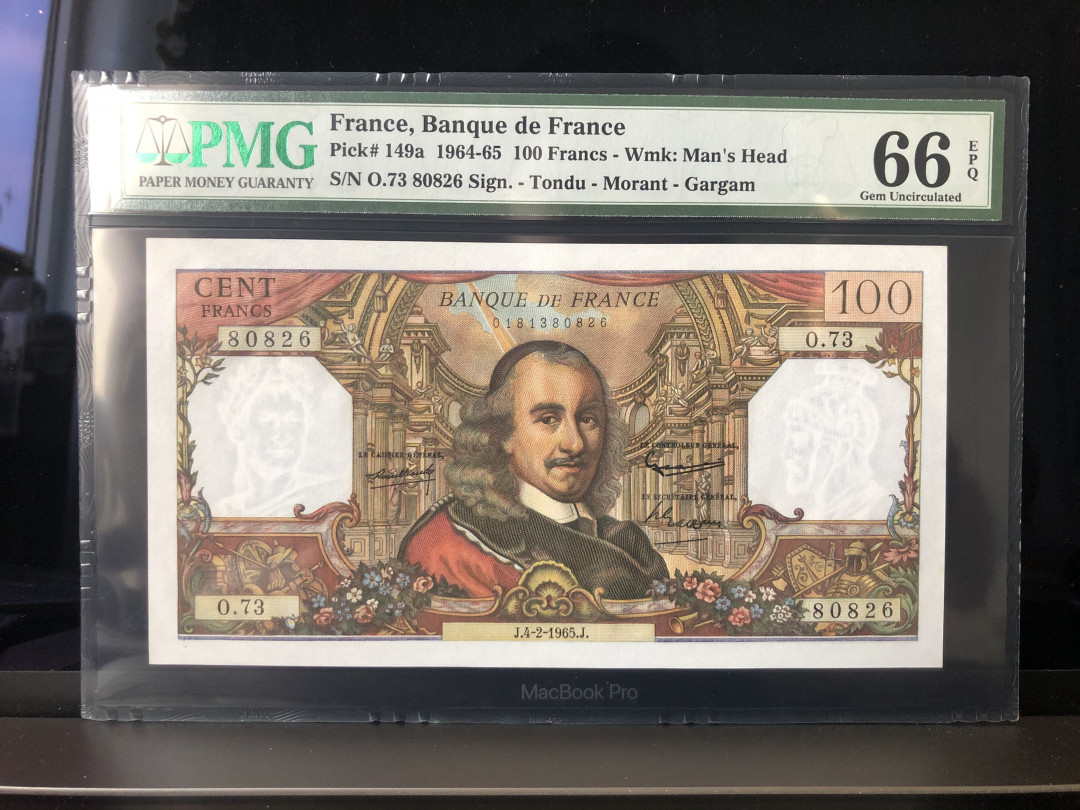 PMG
PAPER MONEY GUARANTY
France, Banque de France
Pick# 149a 1964-65 100 Francs - Wmk: Man's Head
S/N O.73 80826 Sign. - Tondu - Morant - Gargam
66
EPQ
Gem Uncirculated
CENT
FRANCS
BANQUE DE FRANCE
100
0181380826
80826
O.73
LE CAISSIER GÉNÉRAL,
LE CONTROLEUR GÉNÉRAL,
LE SECRÉTAIRE GÉNÉRAL,
O.73
80826
J.4-2-1965.J.
MacBook Pro